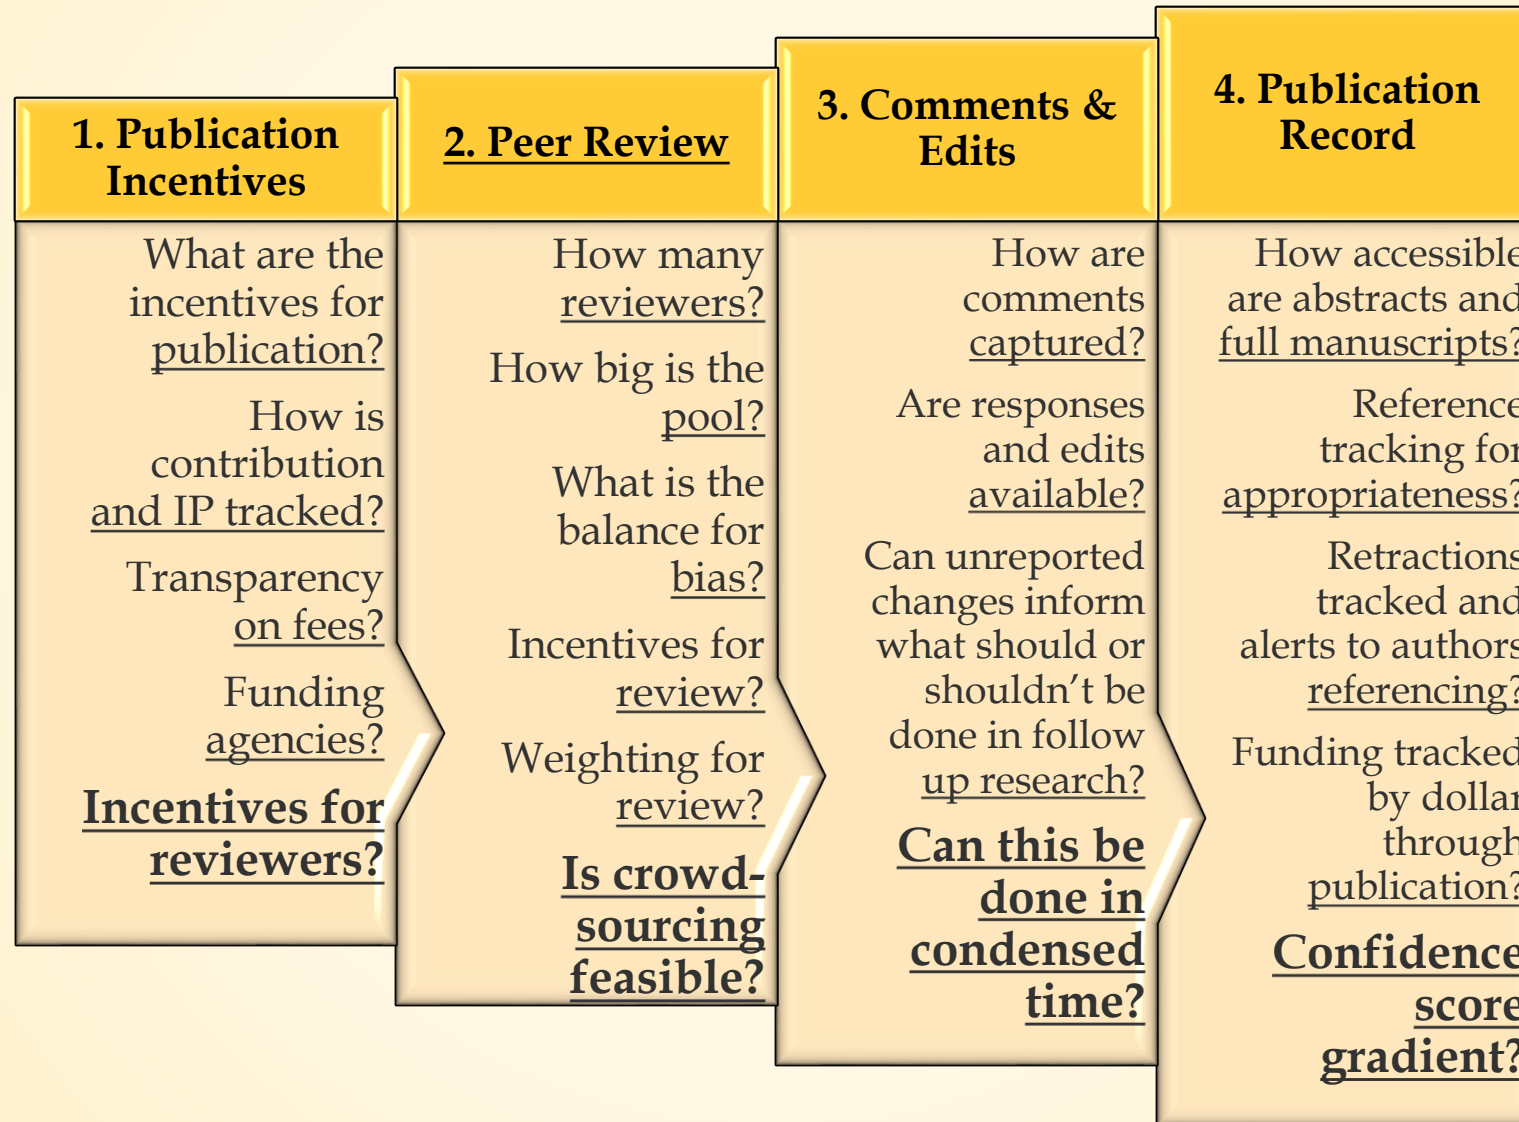 1. Publication
Incentives
What are the
incentives for
publication?
How is
contribution
and IP tracked?
Transparency
on fees?
Funding
agencies?
Incentives for
reviewers?
2. Peer Review
How many
reviewers?
How big is the
pool?
What is the
balance for
bias?
Incentives for
review?
Weighting for
review?
Is crowd-
sourcing
feasible?
3. Comments &
Edits
How are
comments
captured?
Are responses
and edits
available?
Can unreported
changes inform
what should or
shouldn’t be
done in follow
up research?
Can this be
done in
condensed
time?
4. Publication
Record
How accessible
are abstracts and
full manuscripts?
Reference
tracking for
appropriateness?
Retractions
tracked and
alerts to authors
referencing?
Funding tracked
by dollar
through
publication?
Confidence
score
gradient?